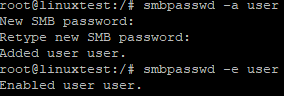 root@linuxtest:/# smbpasswd -a user
New SMB password:
Retype new SMB password:
Added user user.
root@linuxtest:/# smbpasswd -e user
Enabled user user.